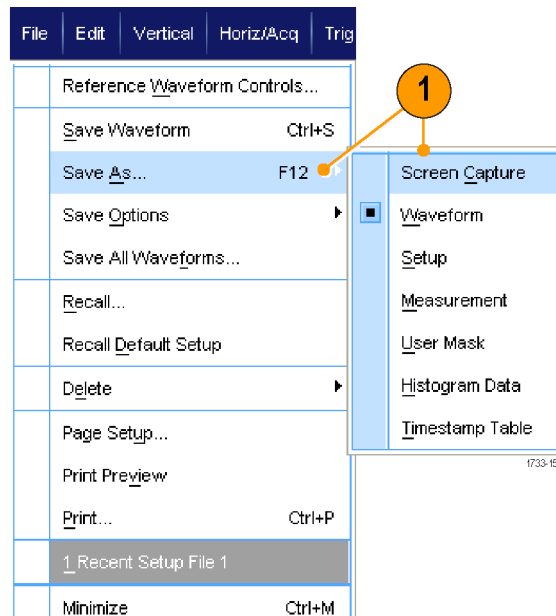 File Edit Vertical Horiz/Acq Trig
Reference Waveform Controls...
1
Save Waveform Ctrl+S
Save As... F12
Screen Capture
Save Options
Waveform
Save All Waveforms...
Setup
Recall...
Measurement
Recall Default Setup
User Mask
Delete
Histogram Data
Page Setup...
Timestamp Table
1733-15
Print Preview
Print... Ctrl+P
1 Recent Setup File 1
Minimize Ctrl+M